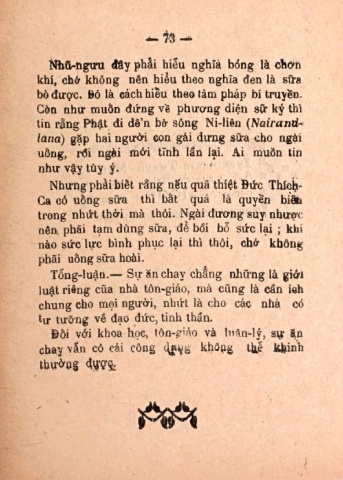 — 73 —
Nhũ-ngưu đây phải hiểu nghĩa bóng là chơn
khí, chớ không nên hiểu theo nghĩa đen là sữa
bò được. Đó là cách hiểu theo tâm pháp bí truyền.
Còn như muốn đứng về phương diện sử ký thì
tin rằng Phật đi đến bờ sông Ni-liên (Nairand-
lana) gặp hai người con gái dưng sữa cho ngài
uống, rồi ngài mới tỉnh lần lại. Ai muốn tin
như vậy tùy ý.
Nhưng phải biết rằng nếu quả thiệt Đức Thích-
Ca có uống sữa thì bất quá là quyền biến
trong nhứt thời mà thôi. Ngài đương suy nhược
nên phải tạm dùng sữa, để bồi bổ sức lại ; khi
nào sức lực bình phục lại thì thôi, chớ không
phải uống sữa hoài.
Tổng-luận.— Sự ăn chay chẳng những là giới
luật riêng của nhà tôn-giáo, mà cũng là cần ích
chung cho mọi người, nhứt là cho các nhà có
tư tưởng về đạo đức, tinh thần.
Đối với khoa học, tôn-giáo và luân-lý, sự ăn
chay vẫn có cái công dụng không thể khinh
thường được.